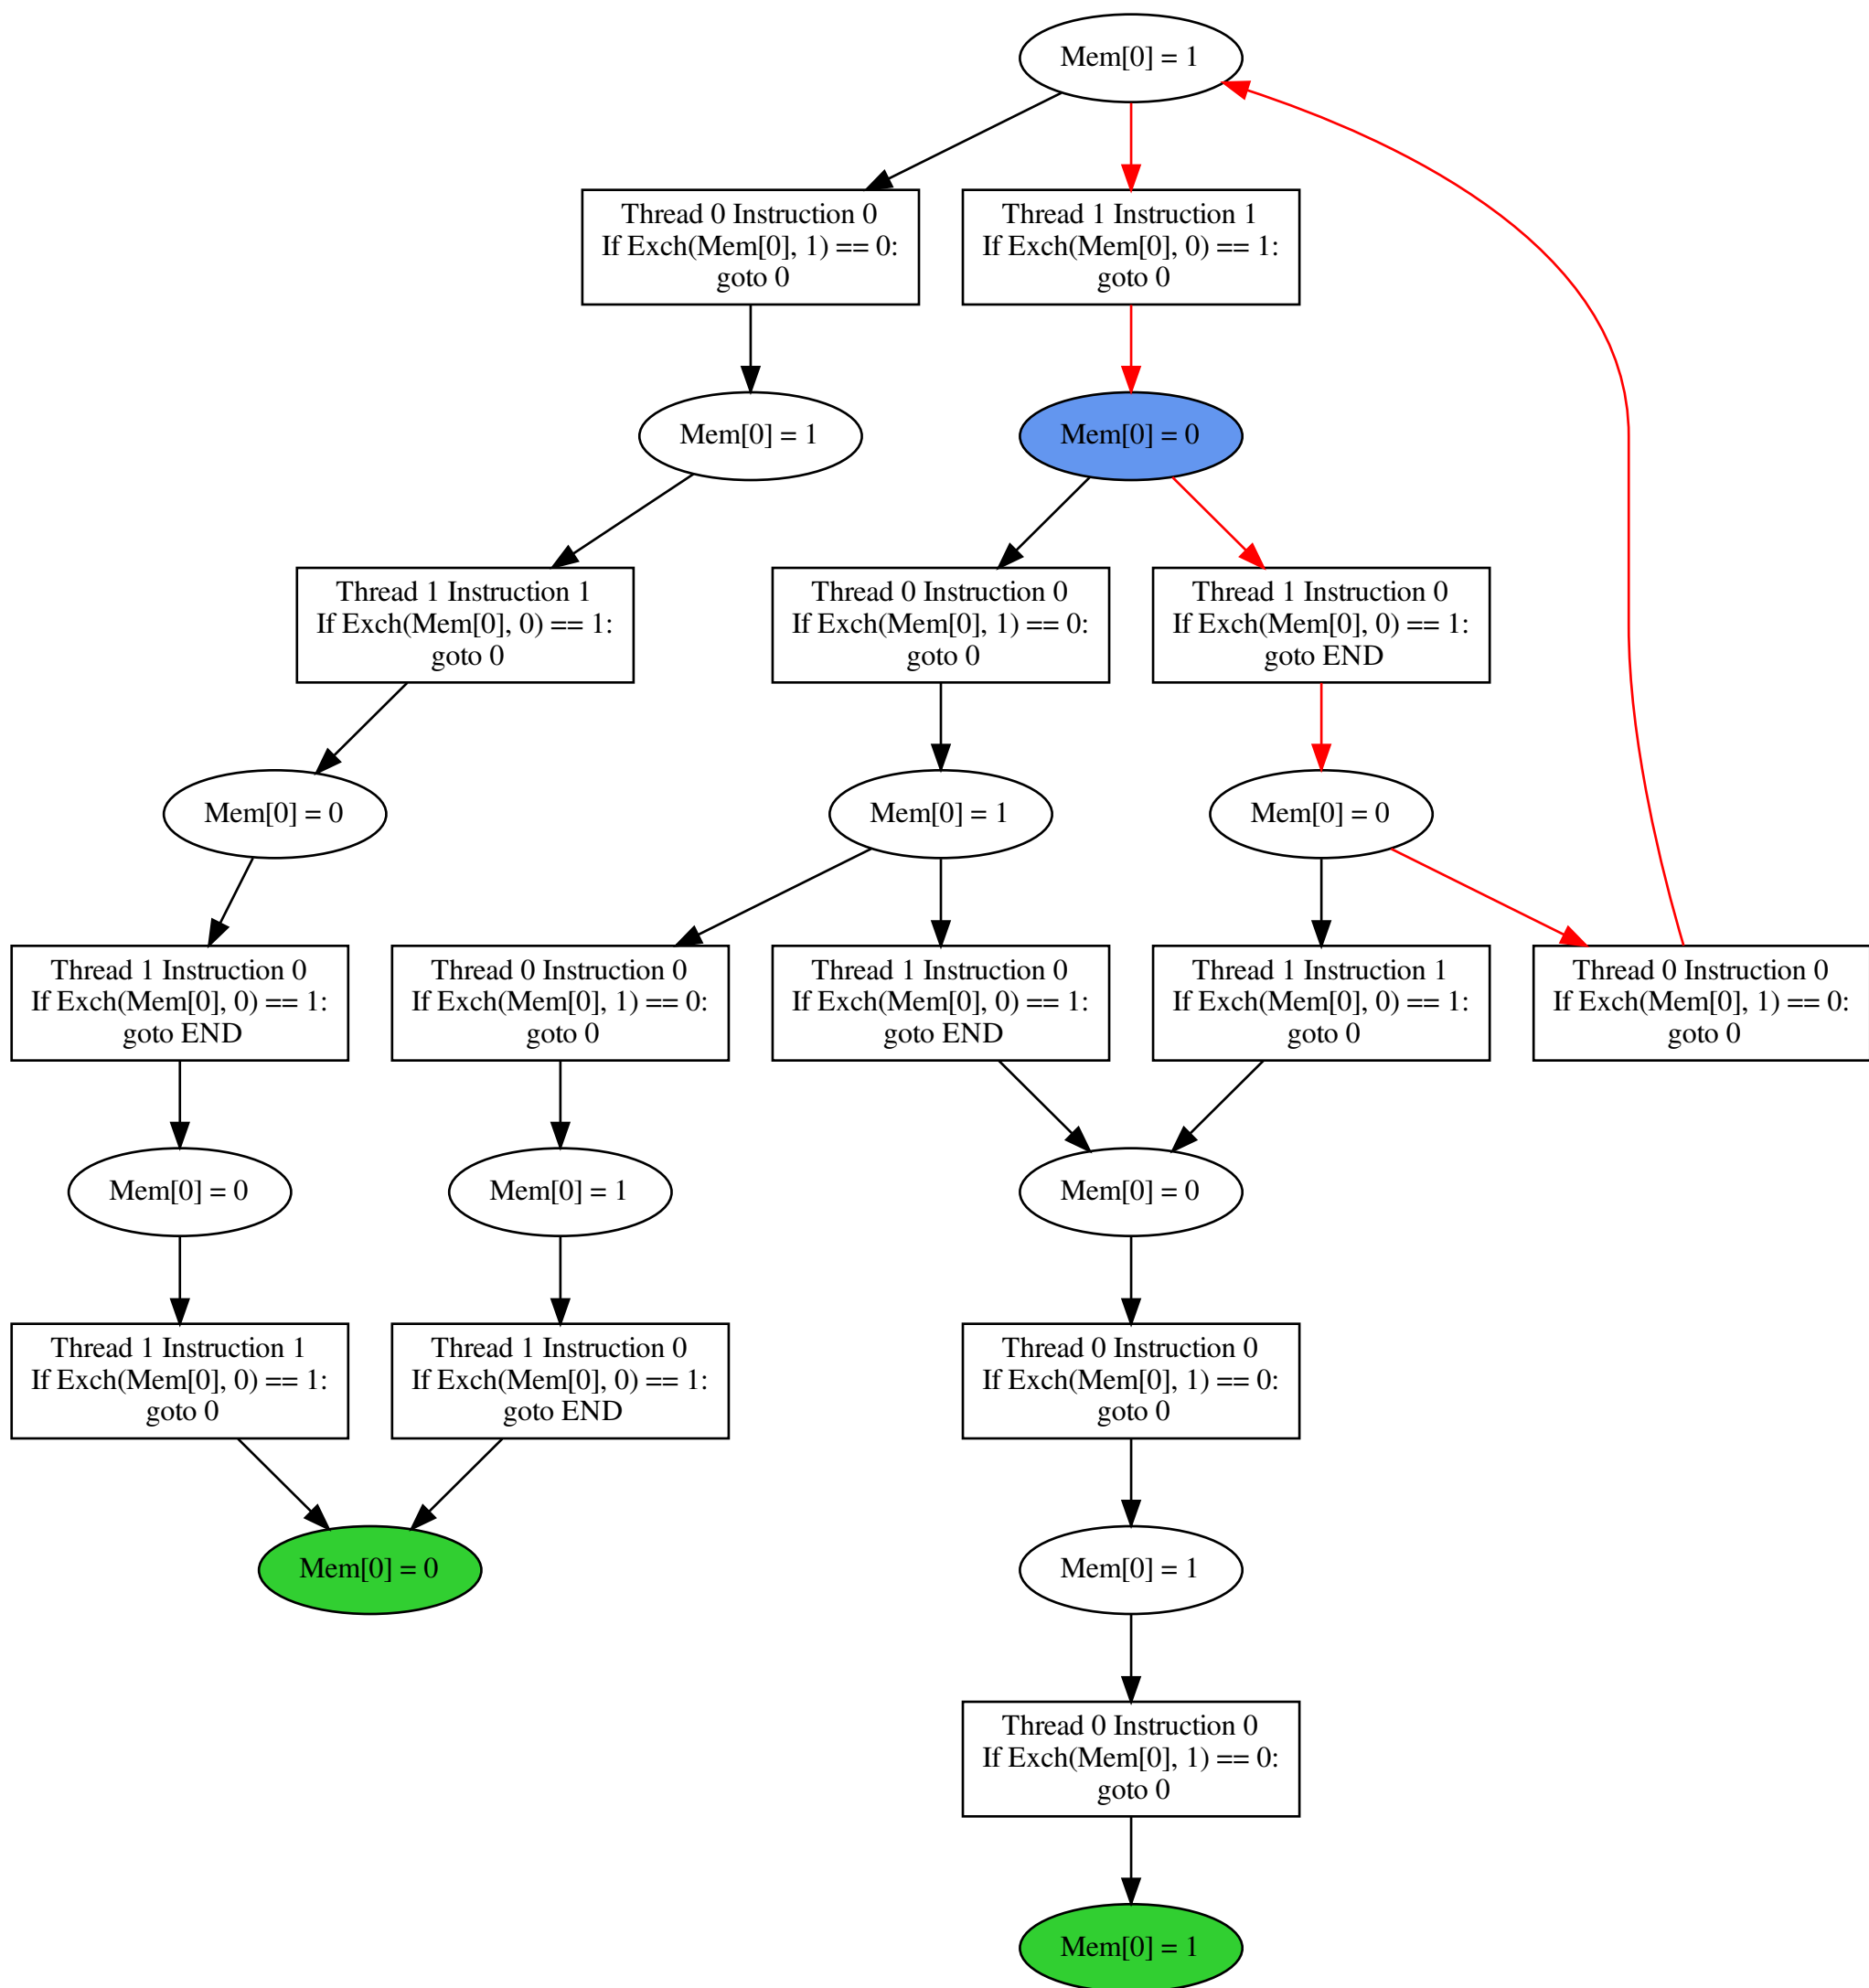 Mem[0] = 1
Thread 0 Instruction 0
If Exch(Mem[0], 1) == 0:
goto 0
Thread 1 Instruction 1
If Exch(Mem[0], 0) == 1:
goto 0
Mem[0] = 1
Mem[0] = 0
Thread 1 Instruction 1
If Exch(Mem[0], 0) == 1:
goto 0
Thread 0 Instruction 0
If Exch(Mem[0], 1) == 0:
goto 0
Thread 1 Instruction 0
If Exch(Mem[0], 0) == 1:
goto END
Mem[0] = 0
Mem[0] = 1
Mem[0] = 0
Thread 1 Instruction 0
If Exch(Mem[0], 0) == 1:
goto END
Thread 0 Instruction 0
If Exch(Mem[0], 1) == 0:
goto 0
Thread 1 Instruction 0
If Exch(Mem[0], 0) == 1:
goto END
Thread 1 Instruction 1
If Exch(Mem[0], 0) == 1:
goto 0
Thread 0 Instruction 0
If Exch(Mem[0], 1) == 0:
goto 0
Mem[0] = 0
Mem[0] = 1
Mem[0] = 0
Thread 1 Instruction 1
If Exch(Mem[0], 0) == 1:
goto 0
Thread 1 Instruction 0
If Exch(Mem[0], 0) == 1:
goto END
Thread 0 Instruction 0
If Exch(Mem[0], 1) == 0:
goto 0
Mem[0] = 0
Mem[0] = 1
Thread 0 Instruction 0
If Exch(Mem[0], 1) == 0:
goto 0
Mem[0] = 1